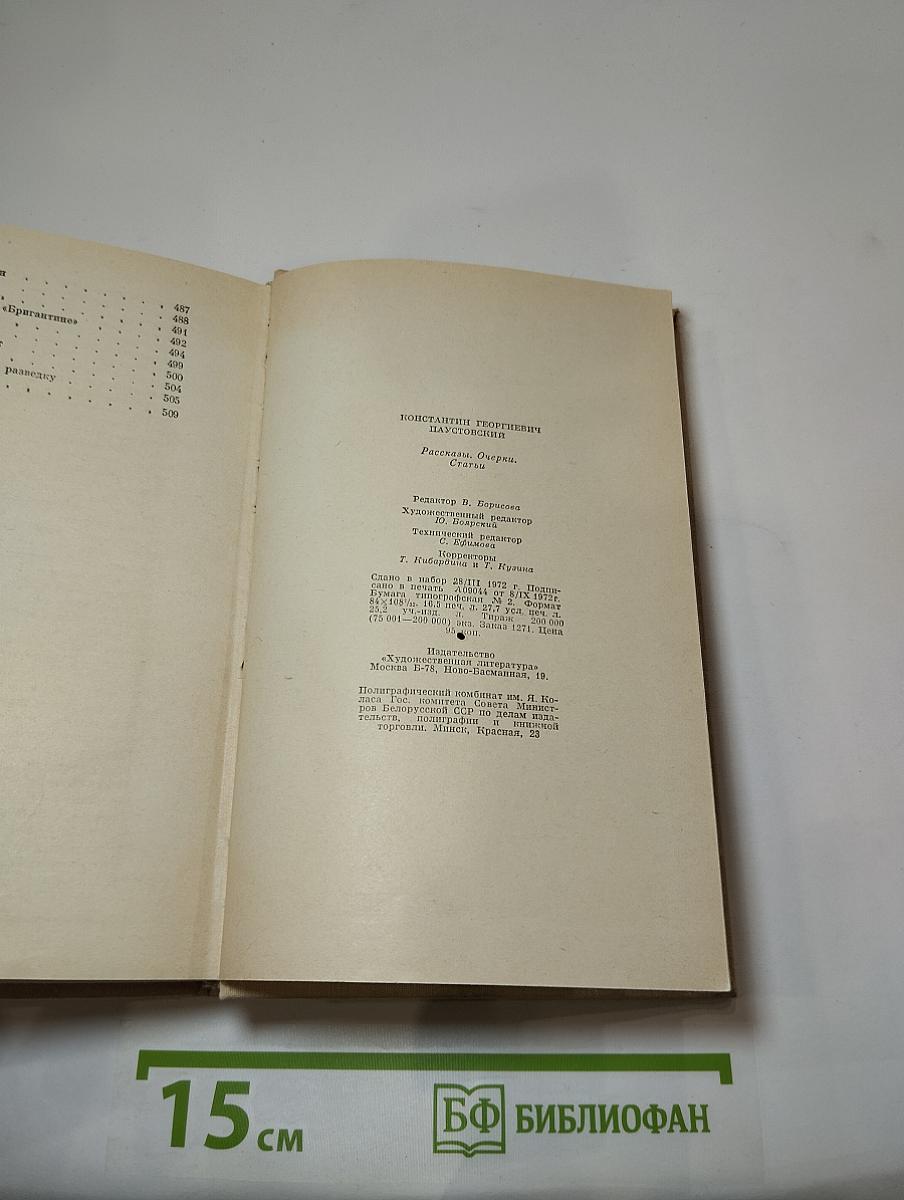 я . . . . . . . . 487
. . . . . . . . 488
«Бригантине» . . . . 491
. . . . . . . . 492
. . . . . . . . 494
. . . . . . . . 499
. . . . . . . . 500
разведку . . . . . 504
. . . . . . . . 505
. . . . . . . . 509
КОНСТАНТИН ГЕОРГИЕВИЧ
ПАУСТОВСКИЙ
Рассказы. Очерки.
Статьи
Редактор В. Борисова
Художественный редактор
Ю. Боярский
Технический редактор
С. Ефимова
Корректоры
Т. Кибардина и Т. Кузина
Сдано в набор 28/III 1972 г. Подпи-
сано в печать А09044 от 8/IX 1972г.
Бумага типографская № 2. Формат
84×108¹/₃₂. 16,5 печ. л. 27,7 усл. печ. л.
25,2 уч.-изд. л. Тираж 200 000
(75 001—200 000) экз. Заказ 1271. Цена
95 коп.
Издательство
«Художественная литература»
Москва Б-78, Ново-Басманная, 19.
Полиграфический комбинат им. Я. Ко-
ласа Гос. комитета Совета Минист-
ров Белорусской ССР по делам изда-
тельств, полиграфии и книжной
торговли. Минск, Красная, 23
15 см
БФ БИБЛИОФАН